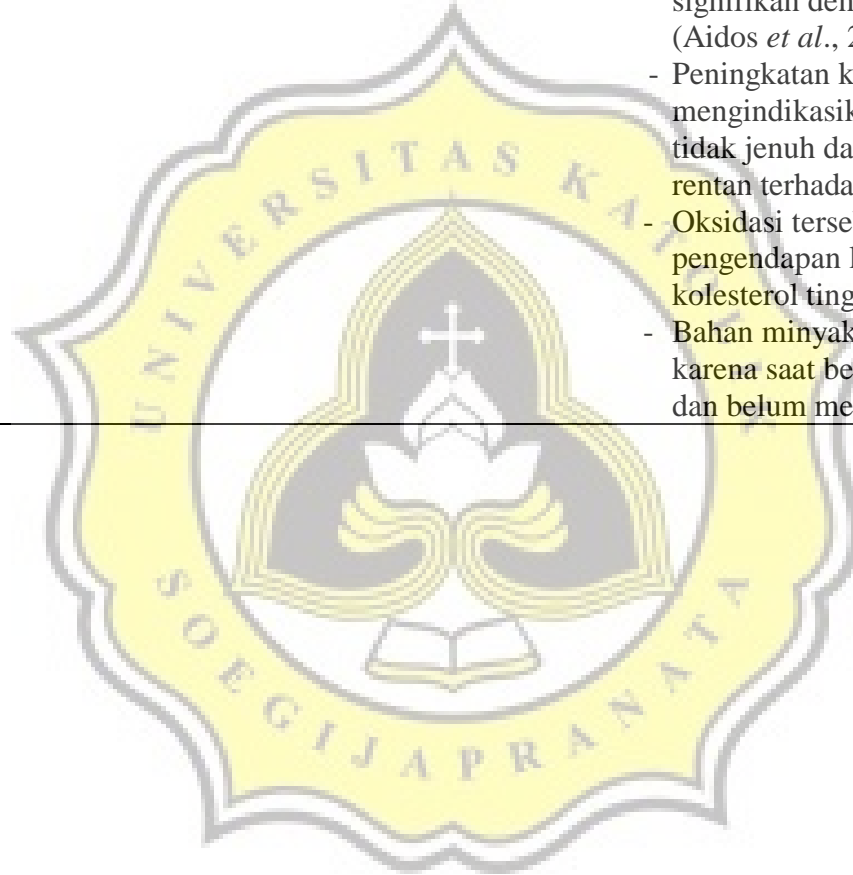 signifikan den
(Aidos et al., 2
- Peningkatan k
mengindikasik
tidak jenuh da
rentan terhada
- Oksidasi terse
pengendapan l
kolesterol ting
- Bahan minyak
karena saat be
dan belum me
UNIVERSITAS KATOLIK
SOEGIJAPRANATA